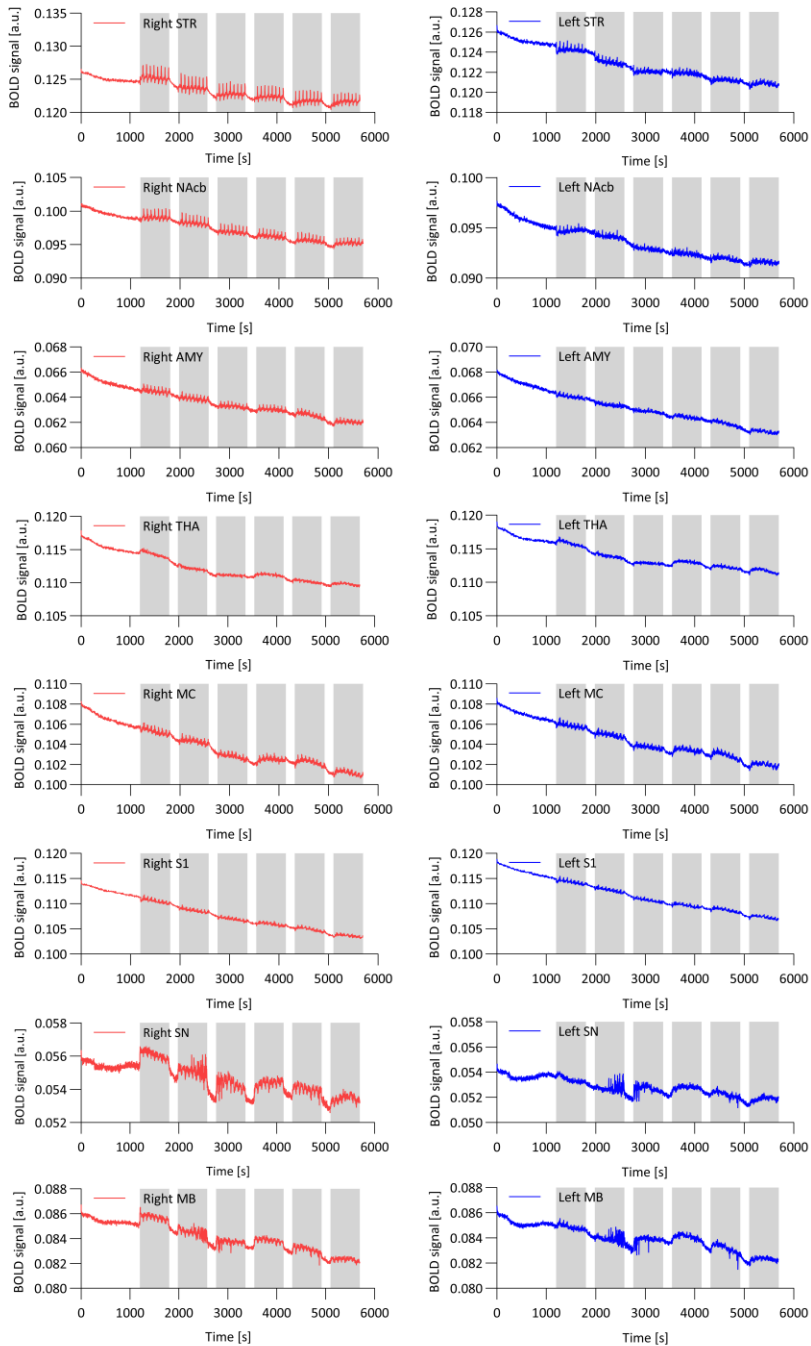 BOLD signal [a.u.]
0.135
0.130
0.125
0.120
Right STR
0 1000 2000 3000 4000 5000 6000
Time [s]
BOLD signal [a.u.]
0.128
0.126
0.124
0.122
0.120
0.118
Left STR
0 1000 2000 3000 4000 5000 6000
Time [s]
BOLD signal [a.u.]
0.105
0.100
0.095
0.090
Right NAcb
0 1000 2000 3000 4000 5000 6000
Time [s]
BOLD signal [a.u.]
0.100
0.095
0.090
Left NAcb
0 1000 2000 3000 4000 5000 6000
Time [s]
BOLD signal [a.u.]
0.068
0.066
0.064
0.062
0.060
Right AMY
0 1000 2000 3000 4000 5000 6000
Time [s]
BOLD signal [a.u.]
0.070
0.068
0.066
0.064
0.062
Left AMY
0 1000 2000 3000 4000 5000 6000
Time [s]
BOLD signal [a.u.]
0.120
0.115
0.110
0.105
Right THA
0 1000 2000 3000 4000 5000 6000
Time [s]
BOLD signal [a.u.]
0.120
0.115
0.110
0.105
Left THA
0 1000 2000 3000 4000 5000 6000
Time [s]
BOLD signal [a.u.]
0.110
0.108
0.106
0.104
0.102
0.100
Right MC
0 1000 2000 3000 4000 5000 6000
Time [s]
BOLD signal [a.u.]
0.110
0.108
0.106
0.104
0.102
0.100
Left MC
0 1000 2000 3000 4000 5000 6000
Time [s]
BOLD signal [a.u.]
0.120
0.115
0.110
0.105
0.100
Right S1
0 1000 2000 3000 4000 5000 6000
Time [s]
BOLD signal [a.u.]
0.120
0.115
0.110
0.105
0.100
Left S1
0 1000 2000 3000 4000 5000 6000
Time [s]
BOLD signal [a.u.]
0.058
0.056
0.054
0.052
Right SN
0 1000 2000 3000 4000 5000 6000
Time [s]
BOLD signal [a.u.]
0.058
0.056
0.054
0.052
0.050
Left SN
0 1000 2000 3000 4000 5000 6000
Time [s]
BOLD signal [a.u.]
0.088
0.086
0.084
0.082
0.080
Right MB
0 1000 2000 3000 4000 5000 6000
Time [s]
BOLD signal [a.u.]
0.088
0.086
0.084
0.082
0.080
Left MB
0 1000 2000 3000 4000 5000 6000
Time [s]